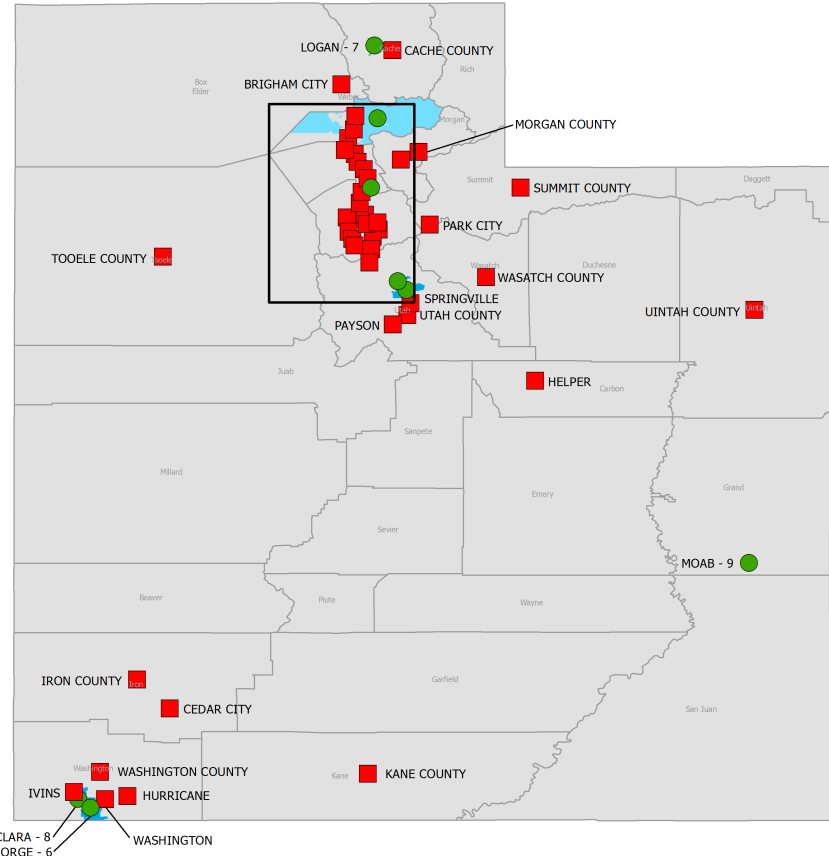 LOGAN - 7
Cache
CACHE COUNTY
Rich
Box
Elder
BRIGHAM CITY
Weber
Morgan
MORGAN COUNTY
Summit
SUMMIT COUNTY
Daggett
PARK CITY
TOOELE COUNTY
Tooele
Wasatch
Duchesne
WASATCH COUNTY
SPRINGVILLE
Utah
UTAH COUNTY
UINTAH COUNTY
Uintah
PAYSON
Juab
HELPER
Carbon
Sanpete
Millard
Emery
Grand
Sevier
MOAB - 9
Beaver
Piute
Wayne
IRON COUNTY
Iron
Garfield
CEDAR CITY
San Juan
Washington
WASHINGTON COUNTY
Kane
KANE COUNTY
IVINS
HURRICANE
CLARA - 8
WASHINGTON
ORGE - 6